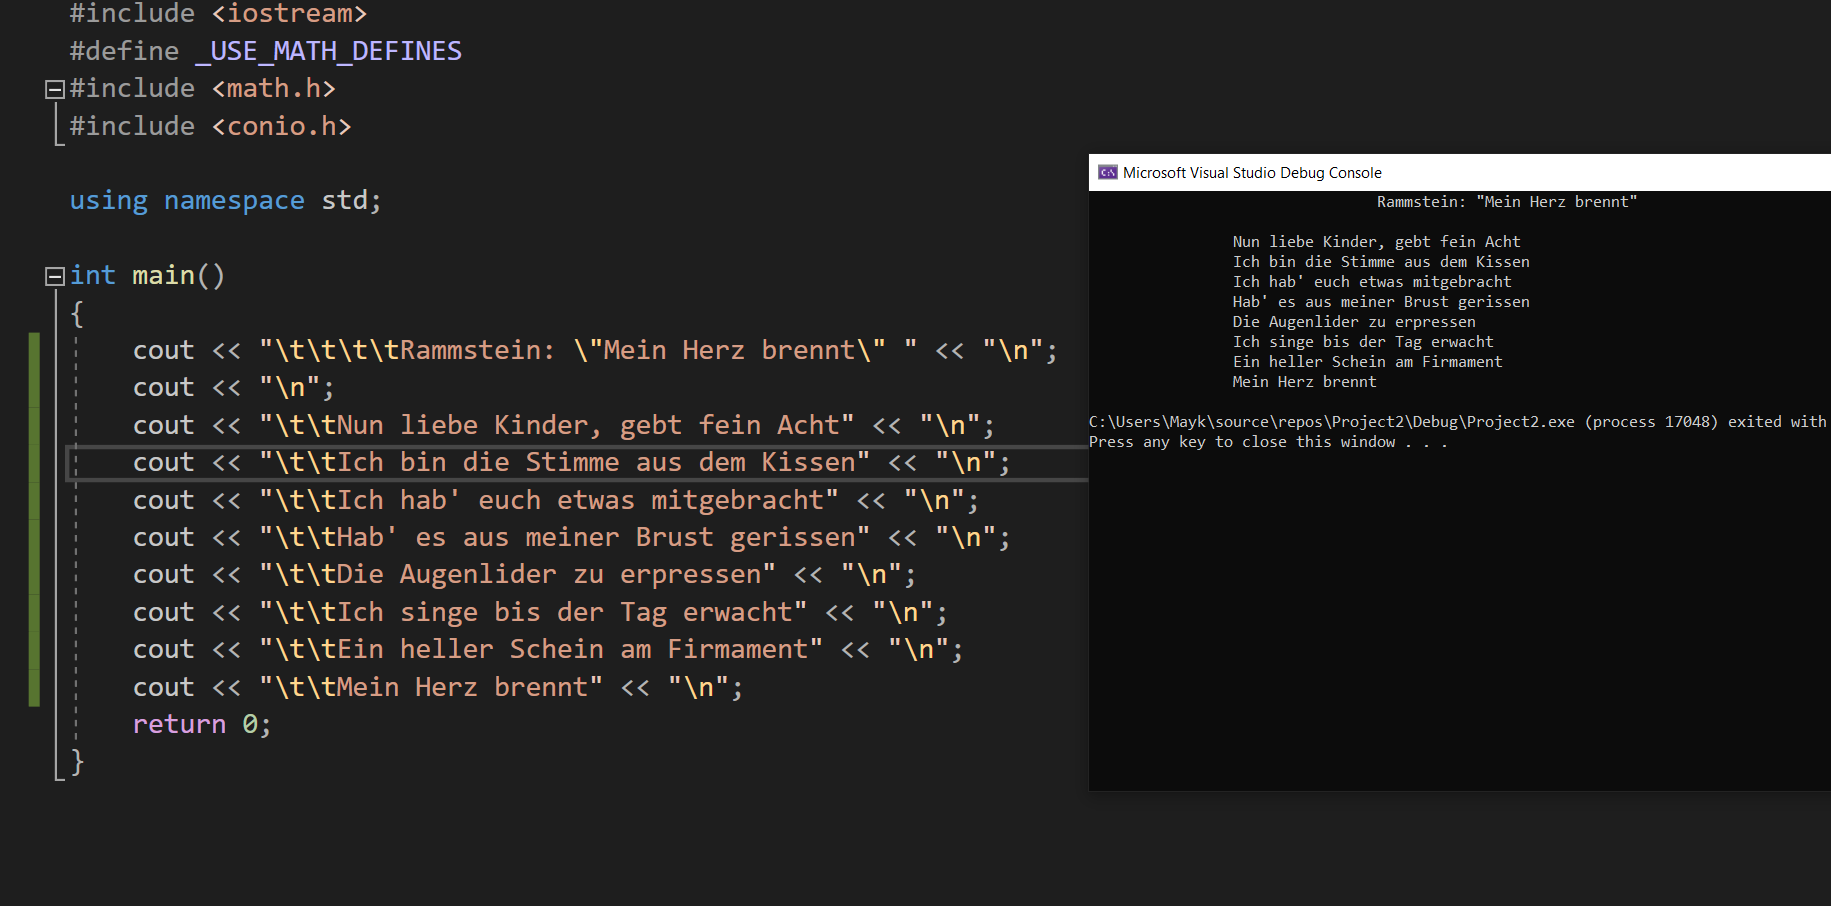 #include <iostream>
#define _USE_MATH_DEFINES
#include <math.h>
#include <conio.h>
using namespace std;
int main()
{
cout << "\t\t\t\tRammstein: \"Mein Herz brennt\" " << "\n";
cout << "\n";
cout << "\t\tNun liebe Kinder, gebt fein Acht" << "\n";
cout << "\t\tIch bin die Stimme aus dem Kissen" << "\n";
cout << "\t\tIch hab' euch etwas mitgebracht" << "\n";
cout << "\t\tHab' es aus meiner Brust gerissen" << "\n";
cout << "\t\tDie Augenlider zu erpressen" << "\n";
cout << "\t\tIch singe bis der Tag erwacht" << "\n";
cout << "\t\tEin heller Schein am Firmament" << "\n";
cout << "\t\tMein Herz brennt" << "\n";
return 0;
}
C:\ Microsoft Visual Studio Debug Console
Rammstein: "Mein Herz brennt"
Nun liebe Kinder, gebt fein Acht
Ich bin die Stimme aus dem Kissen
Ich hab' euch etwas mitgebracht
Hab' es aus meiner Brust gerissen
Die Augenlider zu erpressen
Ich singe bis der Tag erwacht
Ein heller Schein am Firmament
Mein Herz brennt
C:\Users\Mayk\source\repos\Project2\Debug\Project2.exe (process 17048) exited with
Press any key to close this window . . .